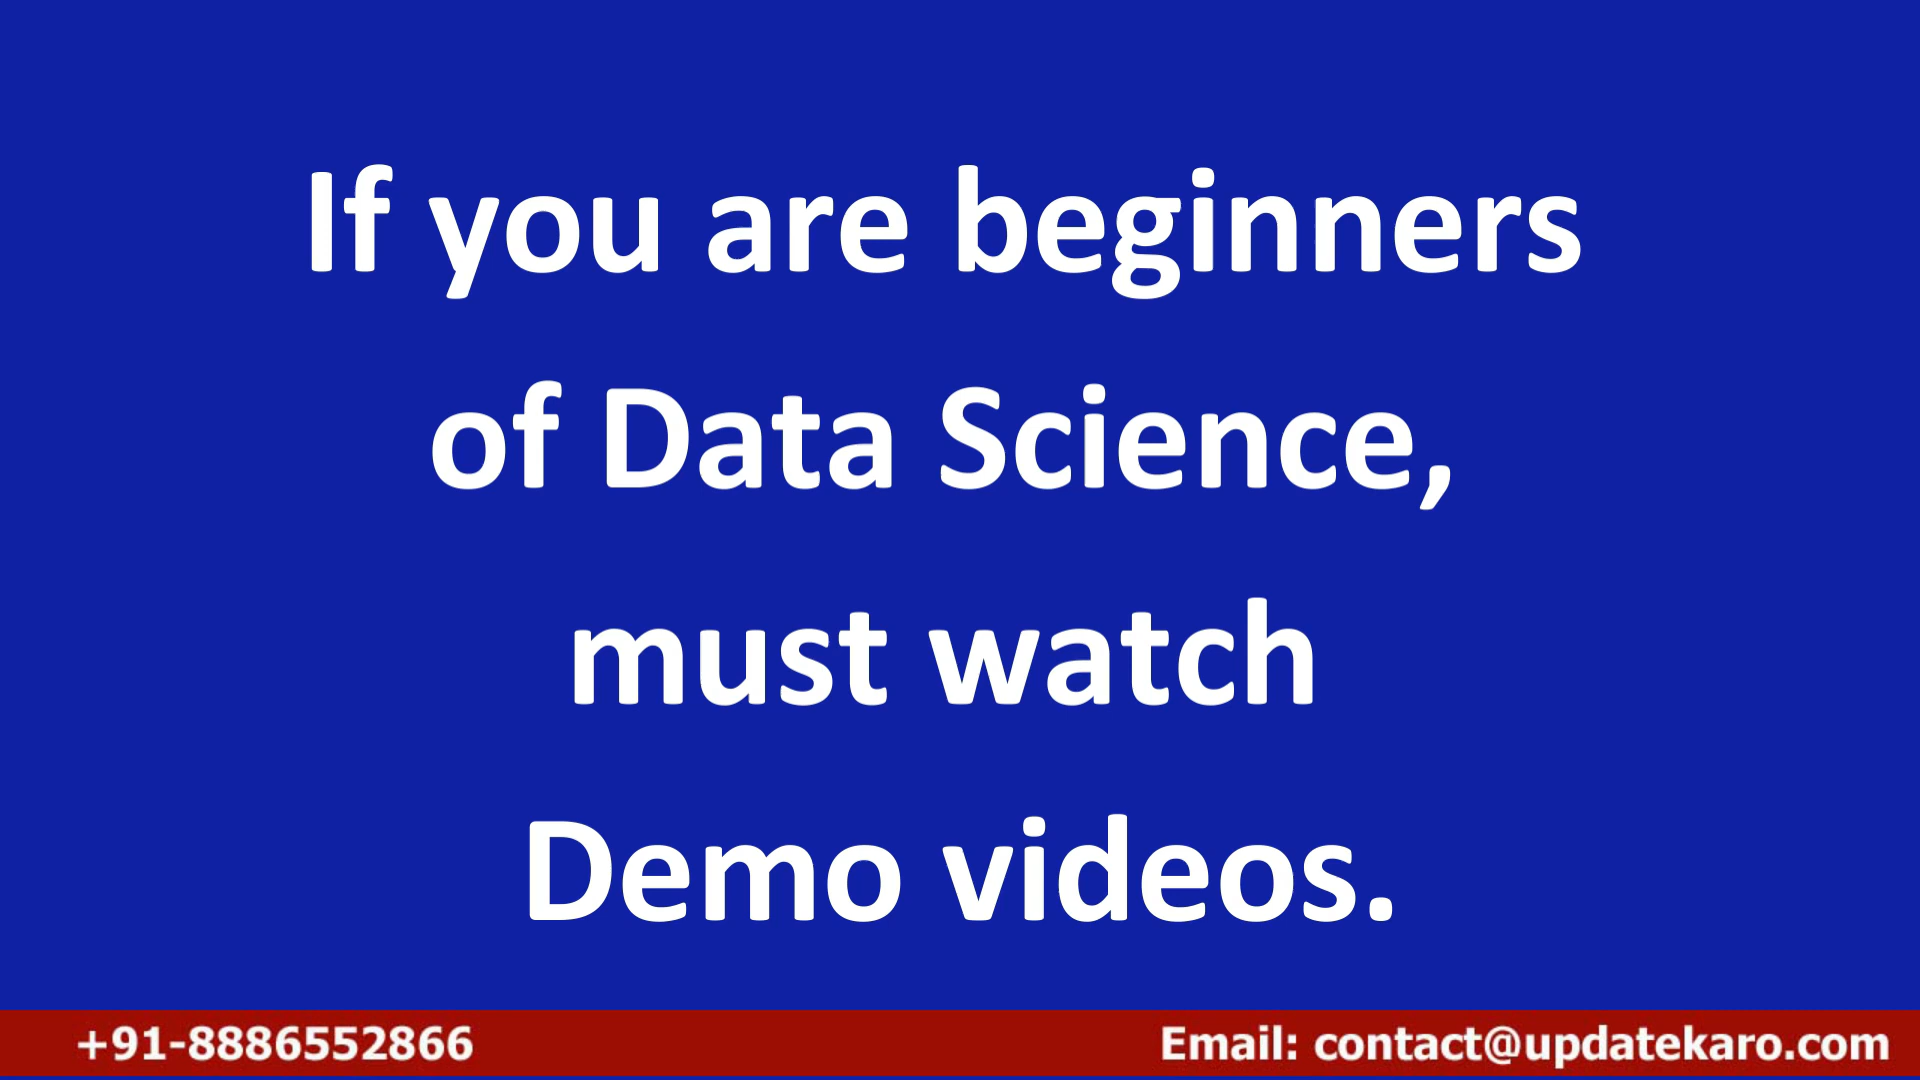 If you are beginners
of Data Science,
must watch
Demo videos.
+91-8886552866
Email: contact@updatekaro.com